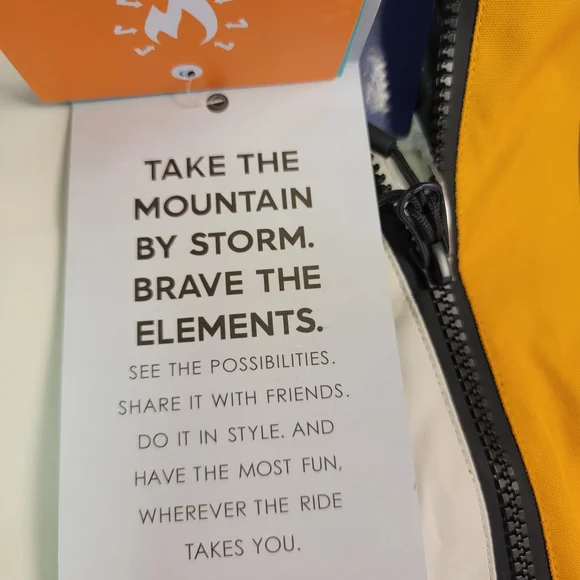 TAKE THE
MOUNTAIN
BY STORM.
BRAVE THE
ELEMENTS.
SEE THE POSSIBILITIES.
SHARE IT WITH FRIENDS.
DO IT IN STYLE. AND
HAVE THE MOST FUN,
WHEREVER THE RIDE
TAKES YOU.